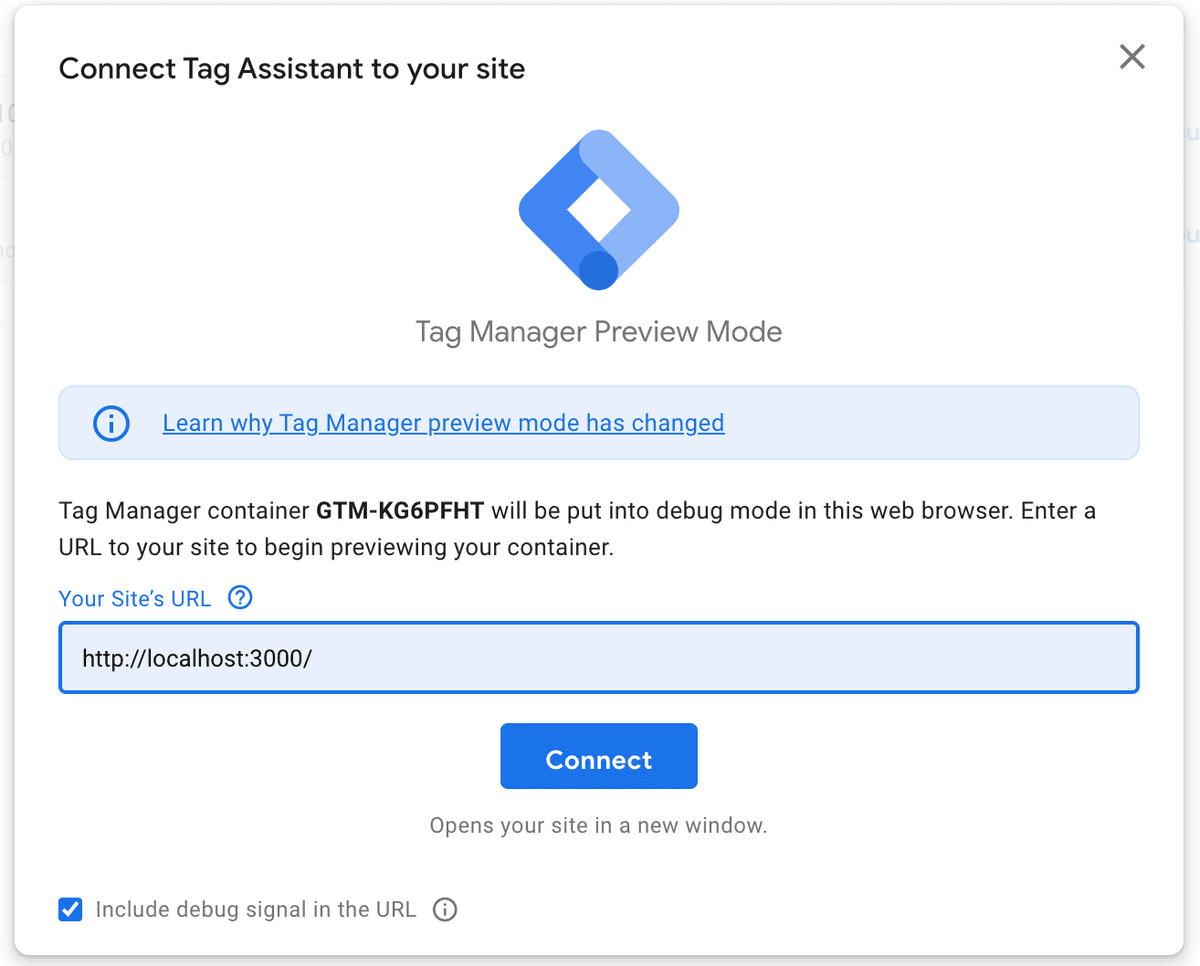 Connect Tag Assistant to your site
Tag Manager Preview Mode
Learn why Tag Manager preview mode has changed
Tag Manager container GTM-KG6PFHT will be put into debug mode in this web browser. Enter a
URL to your site to begin previewing your container.
Your Site’s URL
http://localhost:3000/
Connect
Opens your site in a new window.
Include debug signal in the URL